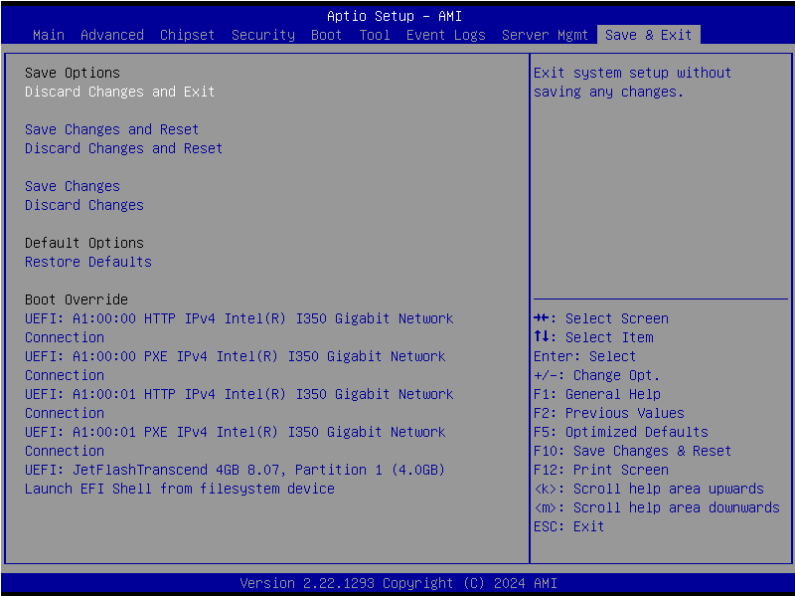 Aptio Setup – AMI
Main Advanced Chipset Security Boot Tool Event Logs Server Mgmt Save & Exit
Save Options
Discard Changes and Exit
Save Changes and Reset
Discard Changes and Reset
Save Changes
Discard Changes
Default Options
Restore Defaults
Boot Override
UEFI: A1:00:00 HTTP IPv4 Intel(R) I350 Gigabit Network
Connection
UEFI: A1:00:00 PXE IPv4 Intel(R) I350 Gigabit Network
Connection
UEFI: A1:00:01 HTTP IPv4 Intel(R) I350 Gigabit Network
Connection
UEFI: A1:00:01 PXE IPv4 Intel(R) I350 Gigabit Network
Connection
UEFI: JetFlashTranscend 4GB 8.07, Partition 1 (4.0GB)
Launch EFI Shell from filesystem device
Exit system setup without
saving any changes.
→←: Select Screen
↑↓: Select Item
Enter: Select
+/-: Change Opt.
F1: General Help
F2: Previous Values
F5: Optimized Defaults
F10: Save Changes & Reset
F12: Print Screen
<k>: Scroll help area upwards
<m>: Scroll help area downwards
ESC: Exit
Version 2.22.1293 Copyright (C) 2024 AMI